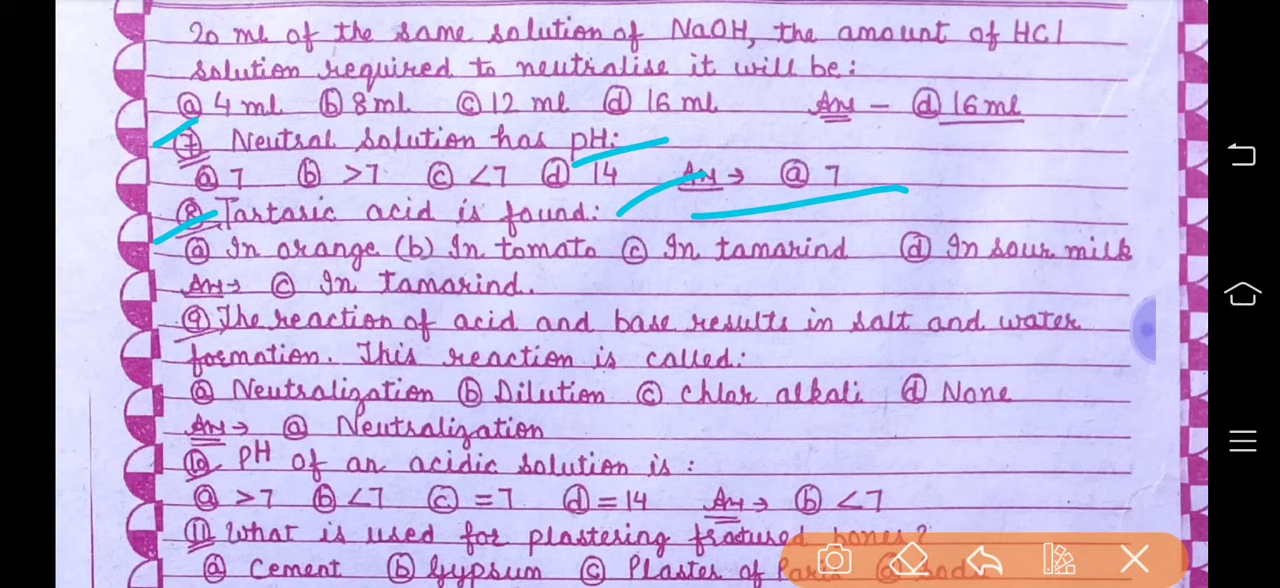 20 ml of the same solution of NaOH, the amount of HCl
solution required to neutralise it will be:
ⓐ 4 ml ⓑ 8 ml ⓒ 12 ml ⓓ 16 ml Ans – ⓓ 16 ml
⑦ Neutral solution has pH:
ⓐ 7 ⓑ >7 ⓒ <7 ⓓ 14 Ans → ⓐ 7
⑧ Tartaric acid is found:
ⓐ In orange (b) In tomato ⓒ In tamarind ⓓ In sour milk
Ans→ ⓒ In Tamarind.
⑨ The reaction of acid and base results in salt and water
formation. This reaction is called:
ⓐ Neutralization ⓑ Dilution ⓒ chlor alkali ⓓ None
Ans→ ⓐ Neutralization
⑩ PH of an acidic solution is :
ⓐ >7 ⓑ <7 ⓒ =7 ⓓ =14 Ans→ ⓑ <7
⑪ What is used for plastering fratured bones?
ⓐ Cement ⓑ Gypsum ⓒ Plaster of Paris ⓓ